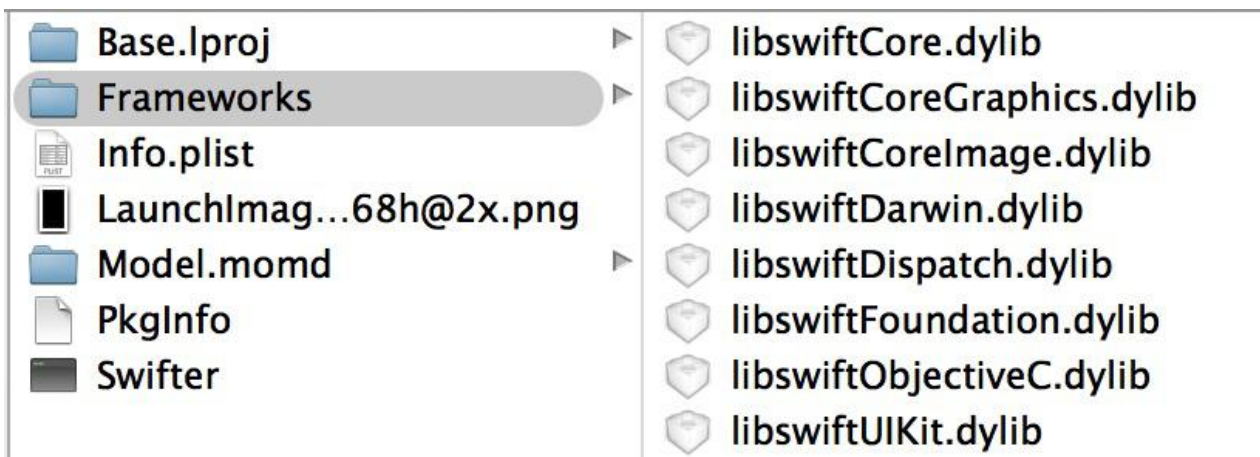 Base.lproj
Frameworks
Info.plist
LaunchImag...68h@2x.png
Model.momd
PkgInfo
Swifter
libswiftCore.dylib
libswiftCoreGraphics.dylib
libswiftCoreImage.dylib
libswiftDarwin.dylib
libswiftDispatch.dylib
libswiftFoundation.dylib
libswiftObjectiveC.dylib
libswiftUIKit.dylib